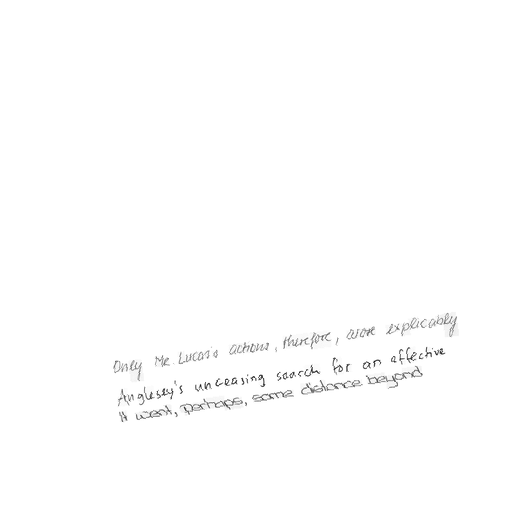 Only Mr Lucas's actions, therefore, were explicably
Anglesey's unceasing search for an effective
It went, perhaps, some distance beyond